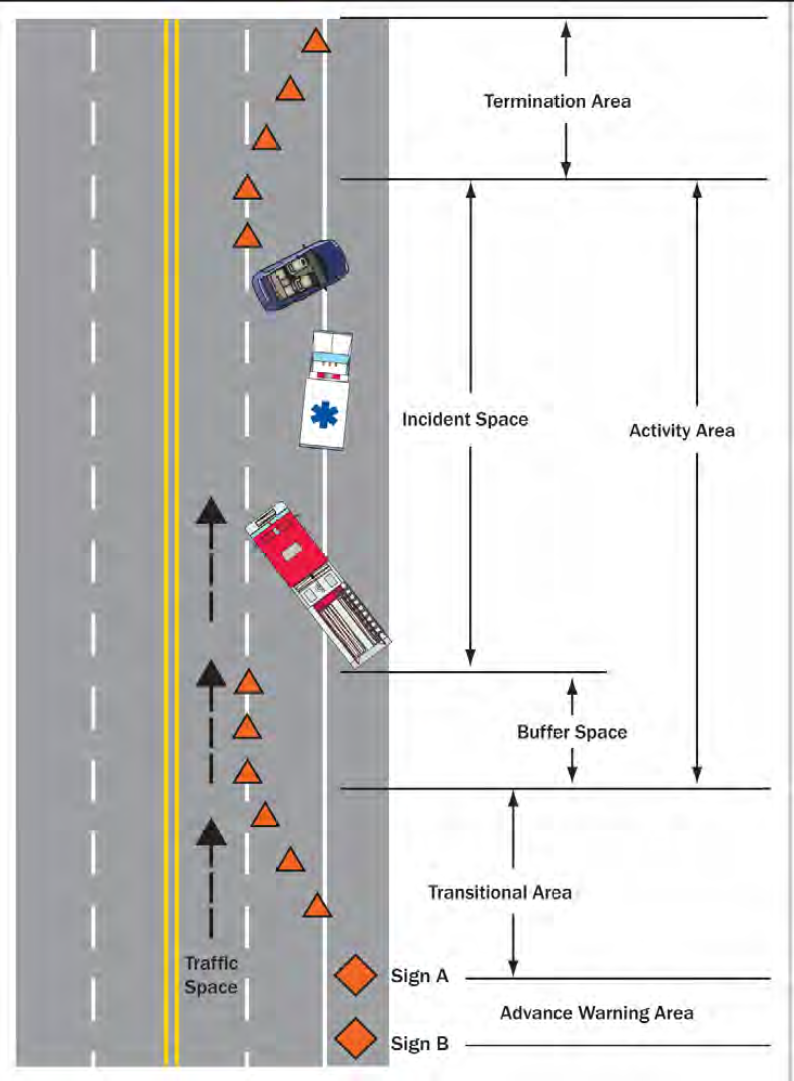 Termination Area
Incident Space
Activity Area
Buffer Space
Transitional Area
Traffic
Space
Sign A
Advance Warning Area
Sign B